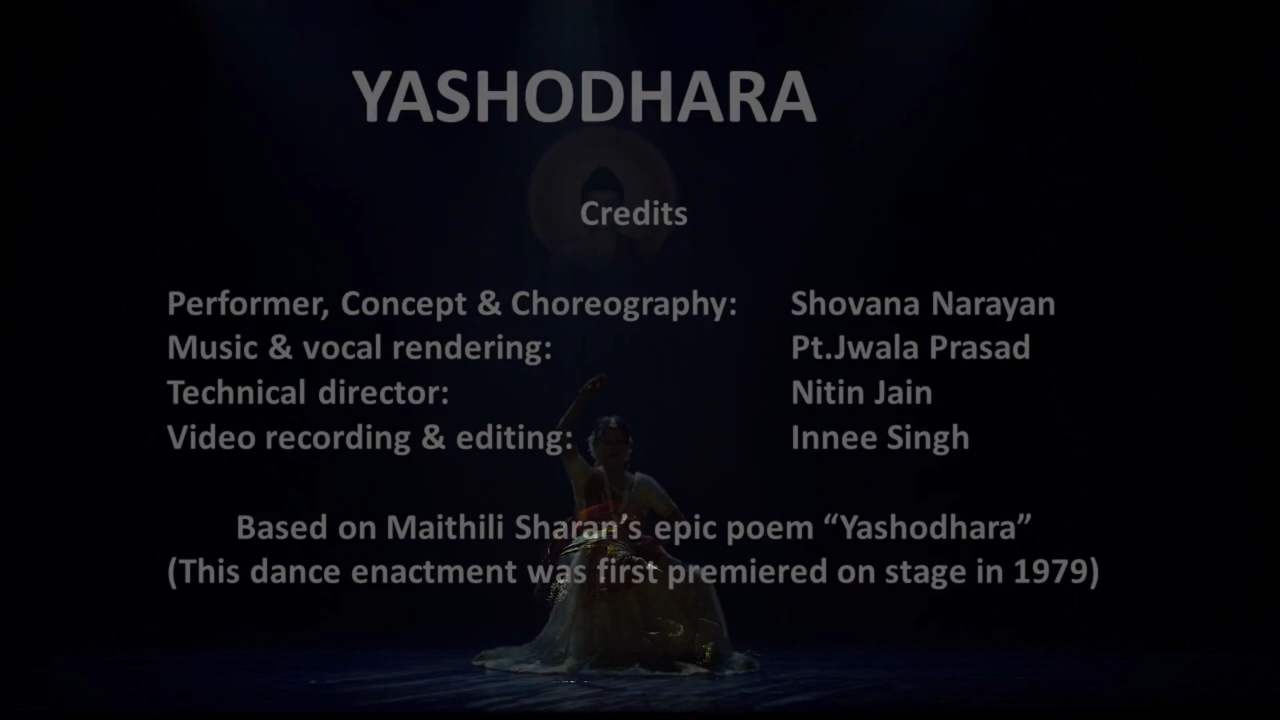 YASHODHARA
Credits
Performer, Concept & Choreography: Shovana Narayan
Music & vocal rendering: Pt.Jwala Prasad
Technical director: Nitin Jain
Video recording & editing: Innee Singh
Based on Maithili Sharan’s epic poem “Yashodhara”
(This dance enactment was first premiered on stage in 1979)